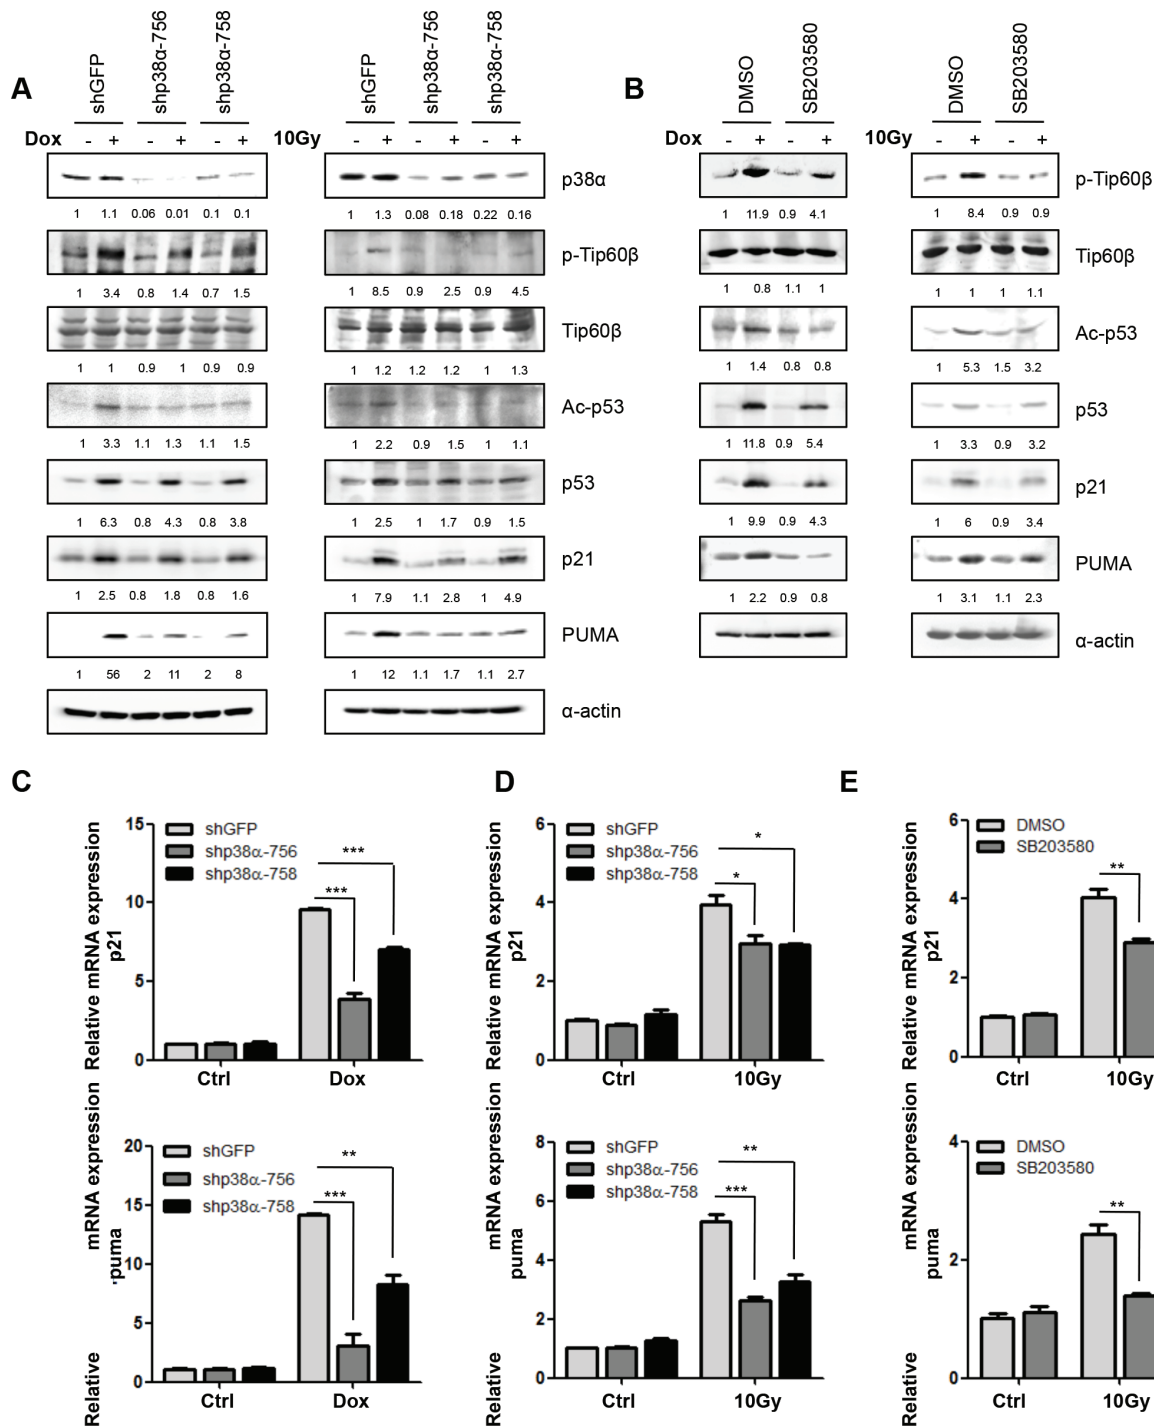 A
shGFP
shp38α-756
shp38α-758
Dox - + - + - +
1 1.1 0.06 0.01 0.1 0.1
1 3.4 0.8 1.4 0.7 1.5
1 1 0.9 1 0.9 0.9
1 3.3 1.1 1.3 1.1 1.5
1 6.3 0.8 4.3 0.8 3.8
1 2.5 0.8 1.8 0.8 1.6
1 56 2 11 2 8
shGFP
shp38α-756
shp38α-758
10Gy - + - + - +
p38α
1 1.3 0.08 0.18 0.22 0.16
p-Tip60β
1 8.5 0.9 2.5 0.9 4.5
Tip60β
1 1.2 1.2 1.2 1 1.3
Ac-p53
1 2.2 0.9 1.5 1 1.1
p53
1 2.5 1 1.7 0.9 1.5
p21
1 7.9 1.1 2.8 1 4.9
PUMA
1 12 1.1 1.7 1.1 2.7
α-actin
B
DMSO
SB203580
Dox - + - +
1 11.9 0.9 4.1
1 0.8 1.1 1
1 1.4 0.8 0.8
1 11.8 0.9 5.4
1 9.9 0.9 4.3
1 2.2 0.9 0.8
DMSO
SB203580
10Gy - + - +
p-Tip60β
1 8.4 0.9 0.9
Tip60β
1 1 1 1.1
Ac-p53
1 5.3 1.5 3.2
p53
1 3.3 0.9 3.2
p21
1 6 0.9 3.4
PUMA
1 3.1 1.1 2.3
α-actin
C
Relative mRNA expression
p21
15
10
5
0
shGFP
shp38α-756
shp38α-758
***
***
Ctrl Dox
Relative mRNA expression
puma
20
15
10
5
0
shGFP
shp38α-756
shp38α-758
**
***
Ctrl Dox
D
Relative mRNA expression
p21
6
4
2
0
shGFP
shp38α-756
shp38α-758
*
*
Ctrl 10Gy
mRNA expression
puma
Relative
8
6
4
2
0
shGFP
shp38α-756
shp38α-758
**
***
Ctrl 10Gy
E
Relative mRNA expression
p21
6
4
2
0
DMSO
SB203580
**
Ctrl 10Gy
mRNA expression
puma
Relative
4
2
0
DMSO
SB203580
**
Ctrl 10Gy